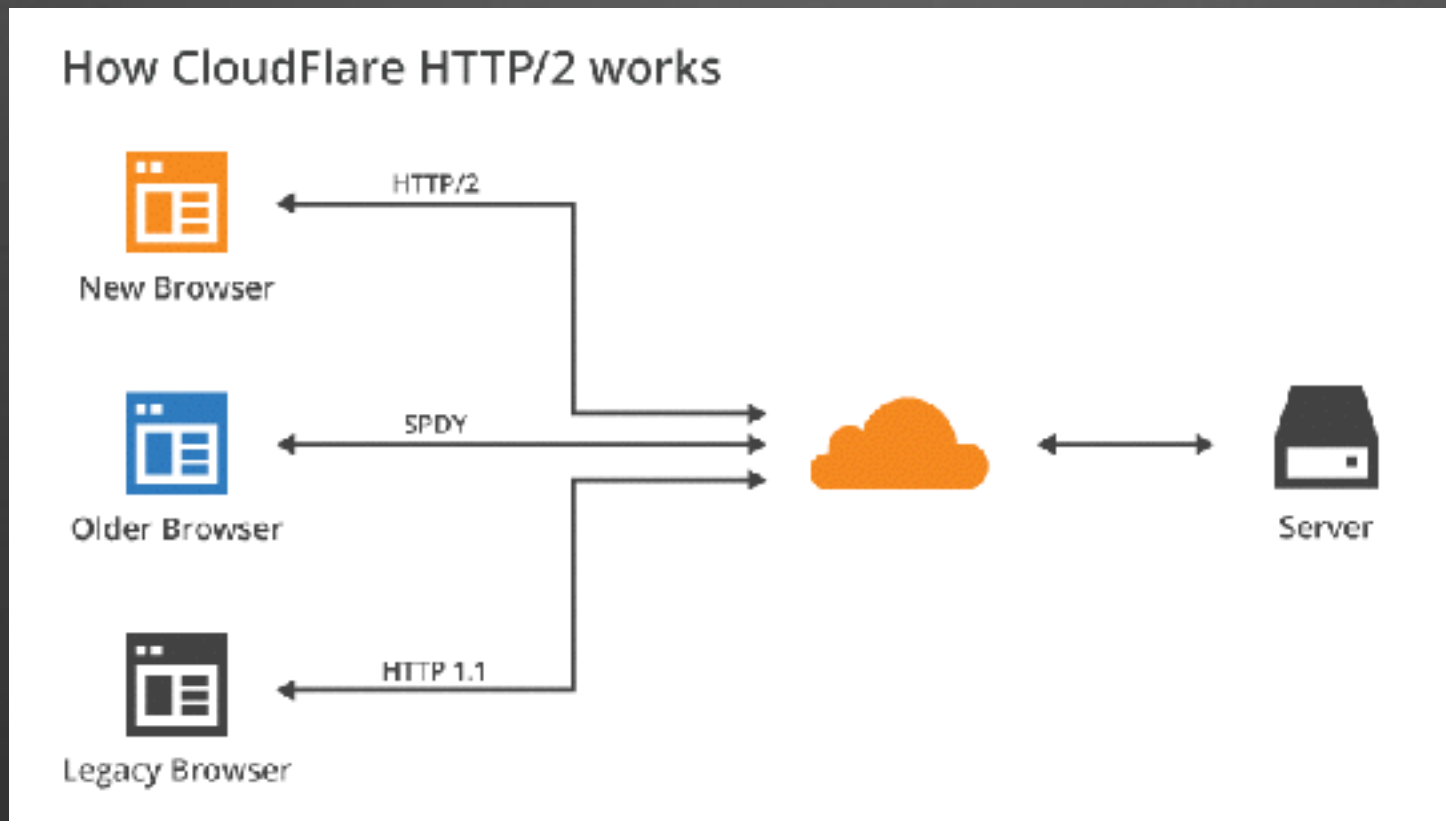 How CloudFlare HTTP/2 works
HTTP/2
New Browser
SPDY
Older Browser
Server
HTTP 1.1
Legacy Browser